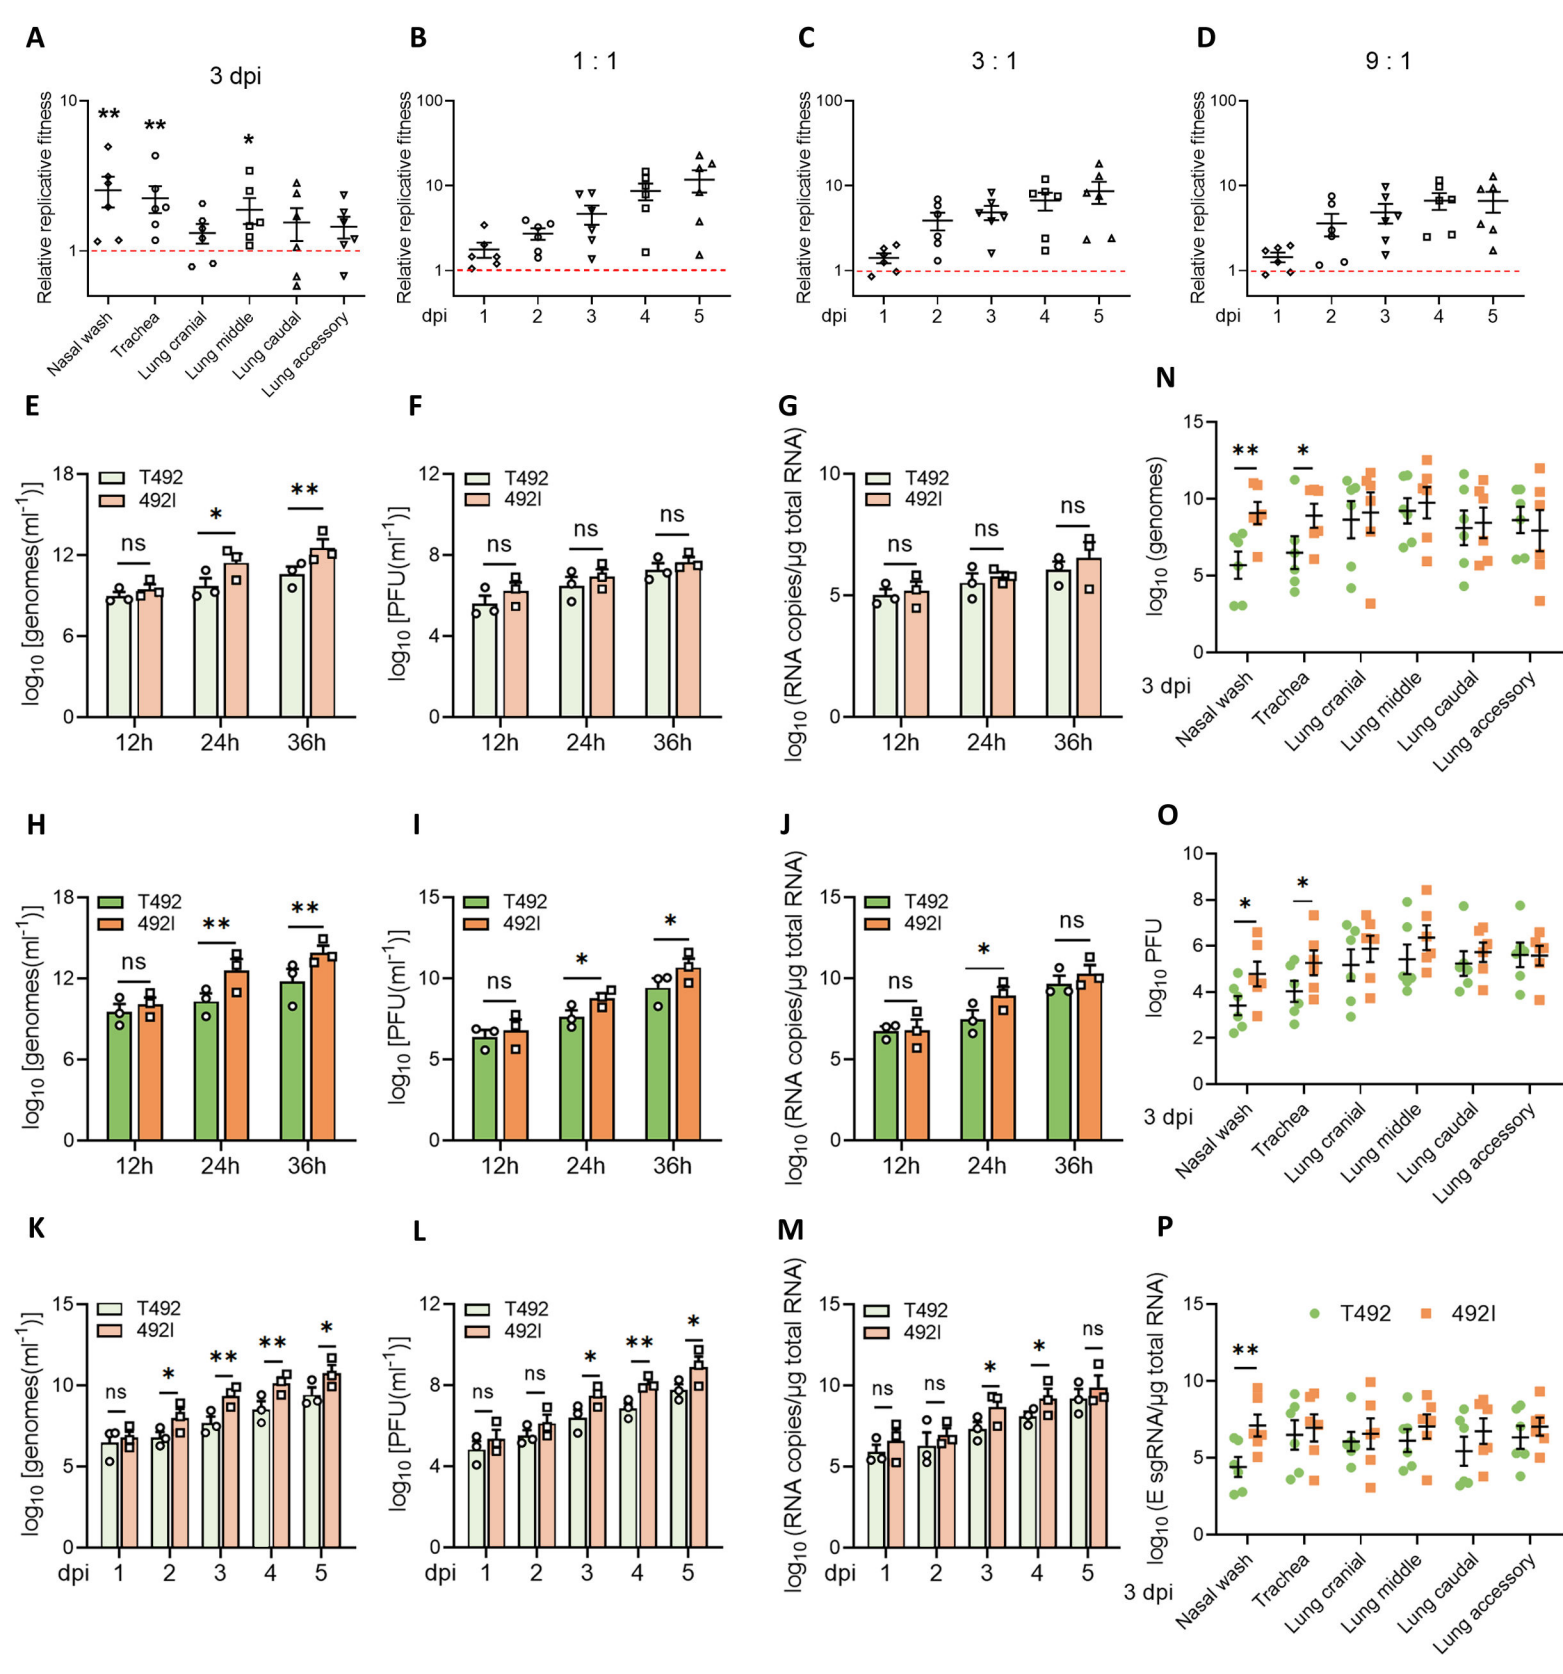 A
B
C
D
3 dpi
1 : 1
3 : 1
9 : 1
Relative replicative fitness
10
1
** ** *
Nasal wash
Trachea
Lung cranial
Lung middle
Lung caudal
Lung accessory
Relative replicative fitness
100
10
1
dpi 1 2 3 4 5
Relative replicative fitness
100
10
1
dpi 1 2 3 4 5
Relative replicative fitness
100
10
1
dpi 1 2 3 4 5
E
log10 [genomes(ml-1)]
18
12
6
0
T492
492I
ns * **
12h 24h 36h
F
log10 [PFU(ml-1)]
12
8
4
0
T492
492I
ns ns ns
12h 24h 36h
G
log10 (RNA copies/µg total RNA)
10
5
0
T492
492I
ns ns ns
12h 24h 36h
N
log10 (genomes)
15
10
5
0
** *
3 dpi
Nasal wash
Trachea
Lung cranial
Lung middle
Lung caudal
Lung accessory
H
log10 [genomes(ml-1)]
18
12
6
0
T492
492I
ns ** **
12h 24h 36h
I
log10 [PFU(ml-1)]
15
10
5
0
T492
492I
ns * *
12h 24h 36h
J
log10 (RNA copies/µg total RNA)
15
10
5
0
T492
492I
ns * ns
12h 24h 36h
O
log10 PFU
10
8
6
4
2
0
* *
3 dpi
Nasal wash
Trachea
Lung cranial
Lung middle
Lung caudal
Lung accessory
K
log10 [genomes(ml-1)]
15
10
5
0
T492
492I
ns * ** ** *
dpi 1 2 3 4 5
L
log10 [PFU(ml-1)]
12
8
4
0
T492
492I
ns ns * ** *
dpi 1 2 3 4 5
M
log10 (RNA copies/µg total RNA)
15
10
5
0
T492
492I
ns ns * * ns
dpi 1 2 3 4 5
P
log10 (E sgRNA/µg total RNA)
15
10
5
0
T492 492I
**
3 dpi
Nasal wash
Trachea
Lung cranial
Lung middle
Lung caudal
Lung accessory